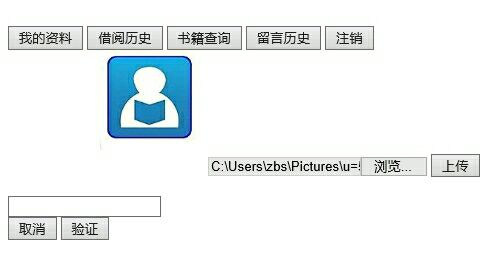 我的资料 借阅历史 书籍查询 留言历史 注销
C:\Users\zbs\Pictures\u= 浏览... 上传
取消 验证